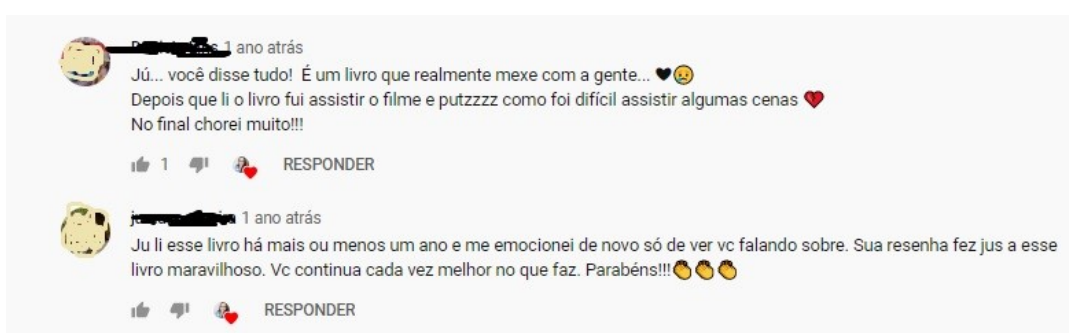 1 ano atrás
Jú... você disse tudo! É um livro que realmente mexe com a gente... 🖤😥
Depois que li o livro fui assistir o filme e putzzzz como foi difícil assistir algumas cenas 💔
No final chorei muito!!!
1 RESPONDER
1 ano atrás
Ju li esse livro há mais ou menos um ano e me emocionei de novo só de ver vc falando sobre. Sua resenha fez jus a esse
livro maravilhoso. Vc continua cada vez melhor no que faz. Parabéns!!!👏👏👏
RESPONDER